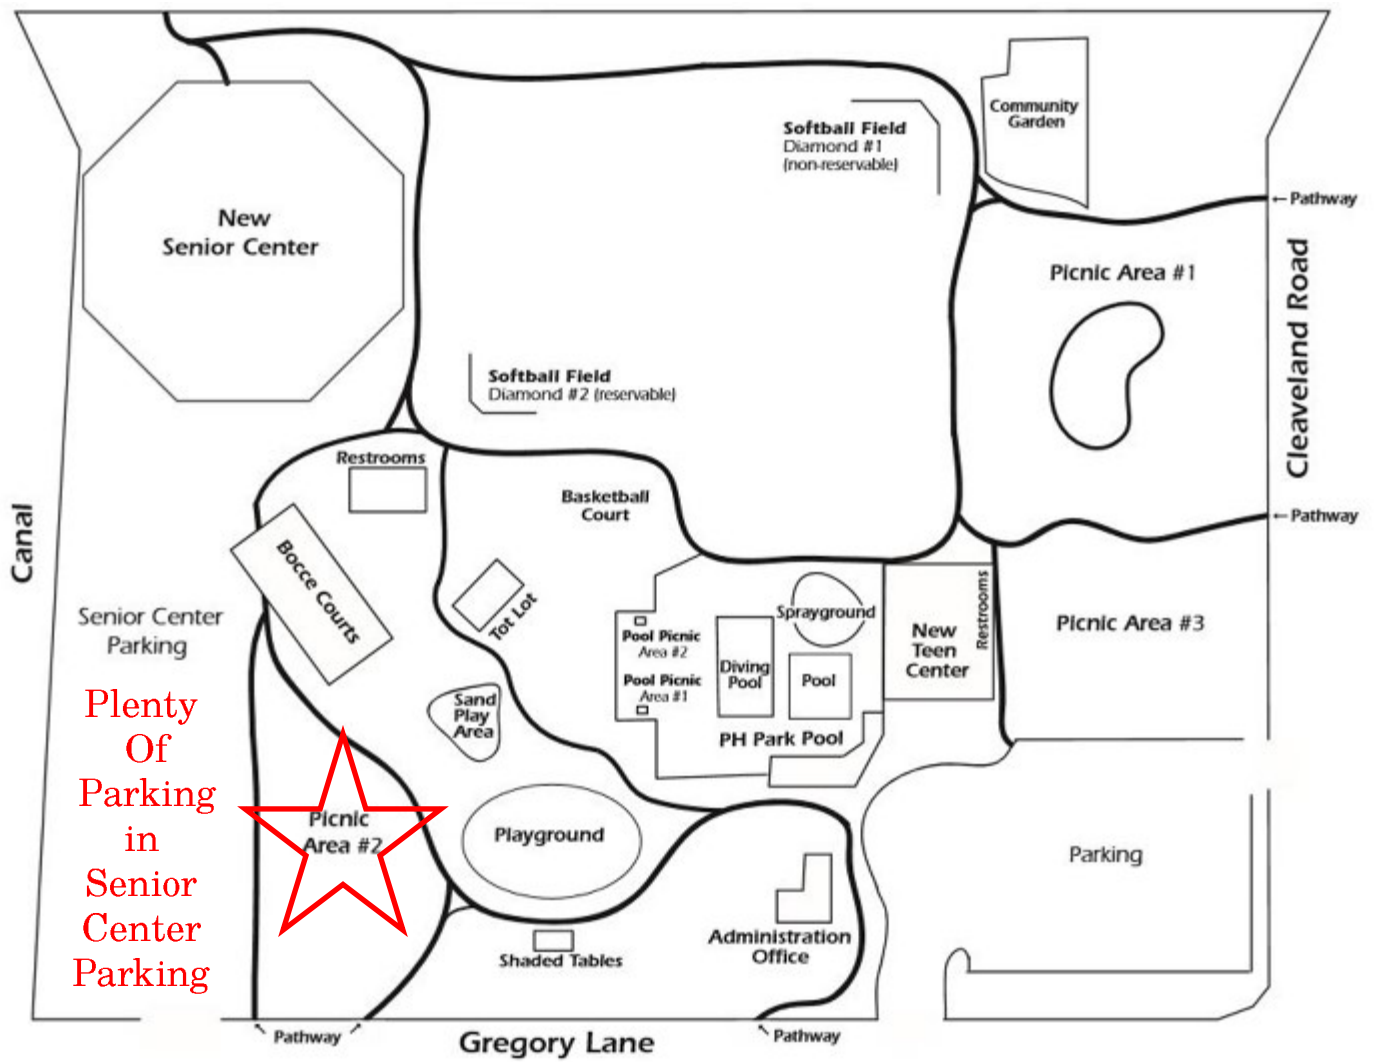 Community
Garden
Softball Field
Diamond #1
(non-reservable)
← Pathway
New
Senior Center
Picnic Area #1
Cleaveland Road
Softball Field
Diamond #2 (reservable)
Restrooms
Basketball
Court
← Pathway
Canal
Bocce Courts
Tot Lot
Senior Center
Parking
Sprayground
Pool Picnic
Area #2
Pool Picnic
Area #1
Diving
Pool
Pool
New
Teen
Center
Restrooms
Picnic Area #3
PH Park Pool
Sand
Play
Area
Plenty
Of
Parking
in
Senior
Center
Parking
Picnic
Area #2
Playground
Parking
Administration
Office
Shaded Tables
← Pathway →
Gregory Lane
← Pathway